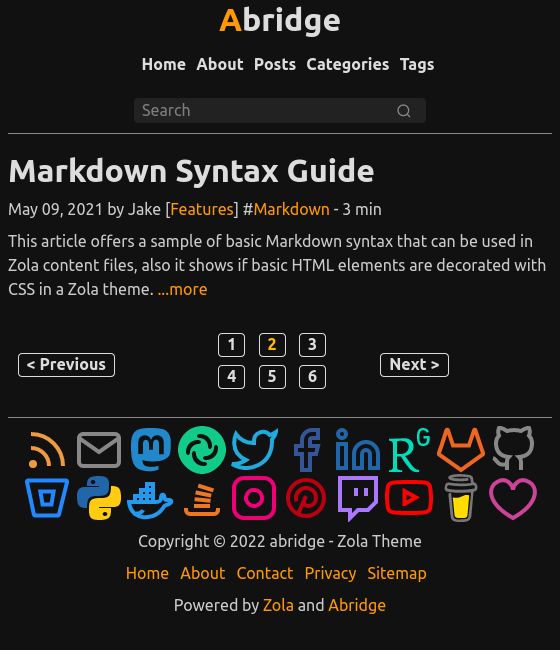 Abridge
Home About Posts Categories Tags
Search
Markdown Syntax Guide
May 09, 2021 by Jake [Features] #Markdown - 3 min
This article offers a sample of basic Markdown syntax that can be used in
Zola content files, also it shows if basic HTML elements are decorated with
CSS in a Zola theme. ...more
1 2 3
< Previous Next >
4 5 6
in RG
Copyright © 2022 abridge - Zola Theme
Home About Contact Privacy Sitemap
Powered by Zola and Abridge